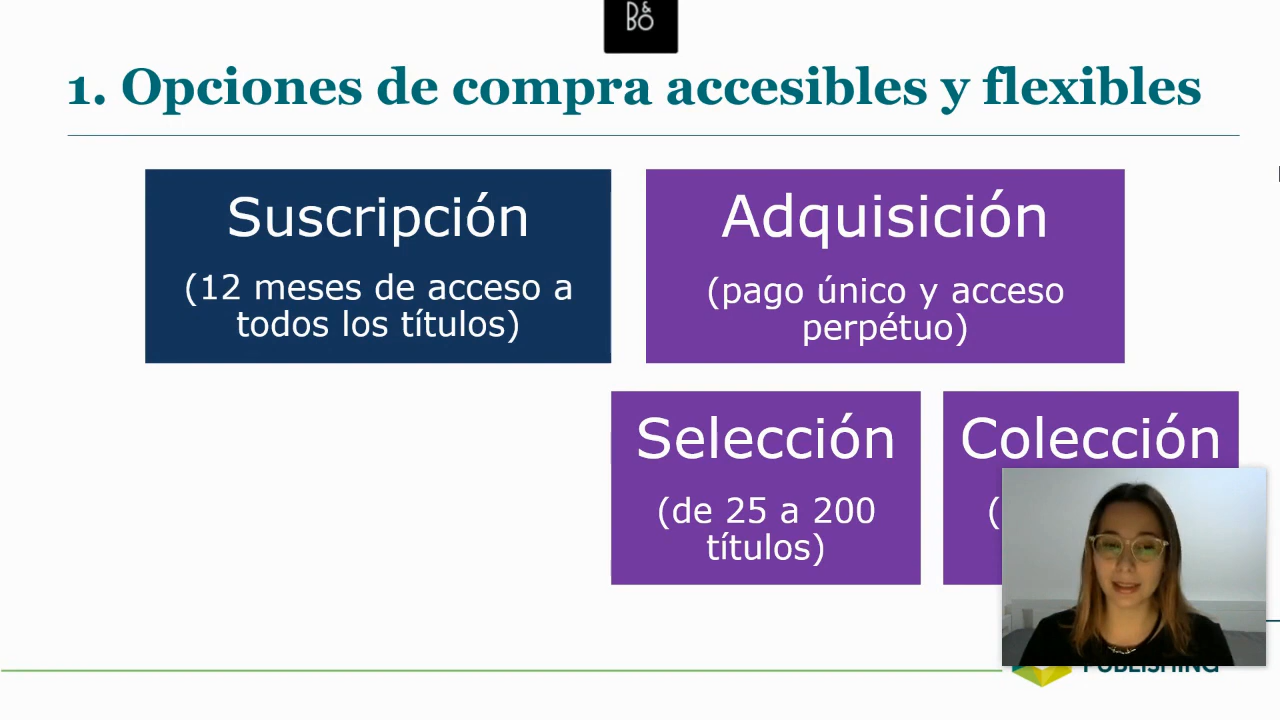 D&
BO
1. Opciones de compra accesibles y flexibles
Suscripción
(12 meses de acceso a
todos los títulos)
Adquisición
(pago único y acceso
perpétuo)
Selección
(de 25 a 200
títulos)
Colección
(
PUBLISHING